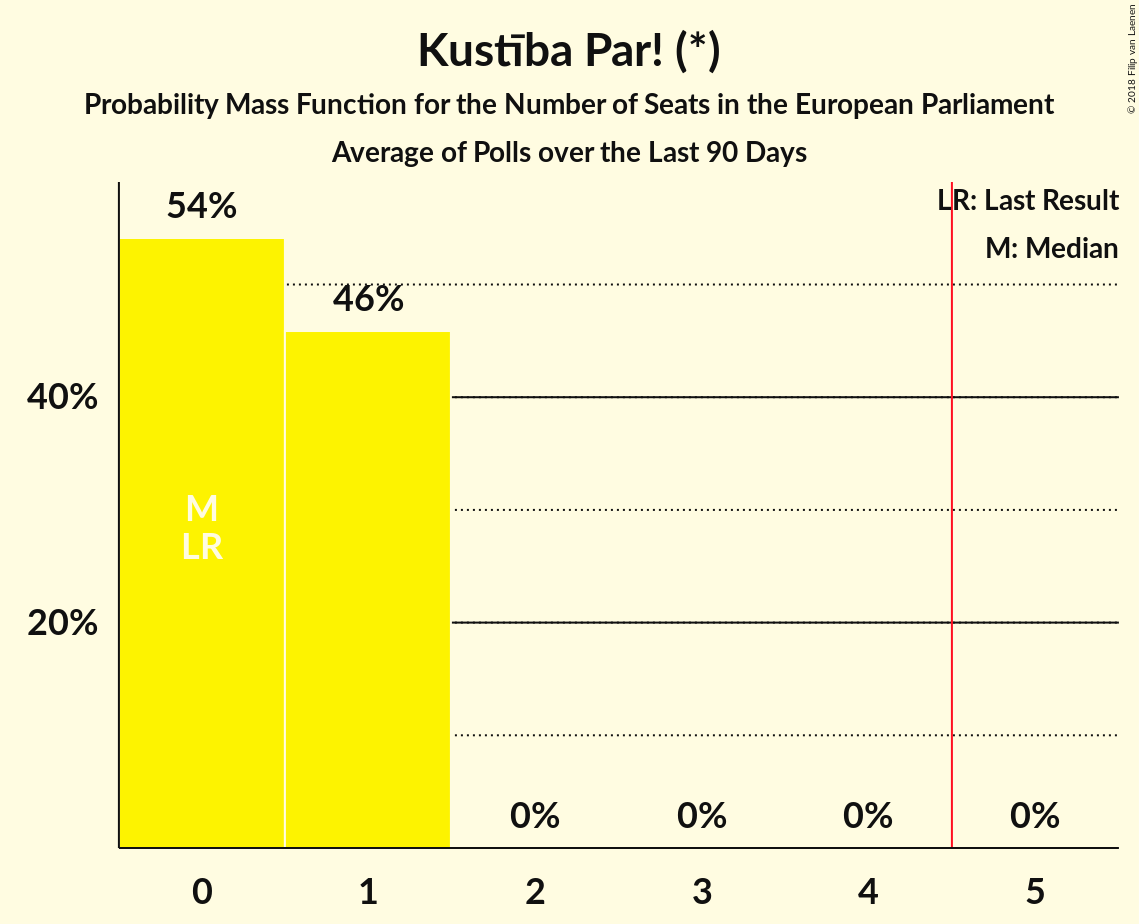 Kustība Par! (*)
Probability Mass Function for the Number of Seats in the European Parliament
Average of Polls over the Last 90 Days
© 2018 Filip van Laenen
LR: Last Result
M: Median
54%
46%
40%
M
LR
20%
0%
0%
0%
0%
0
1
2
3
4
5